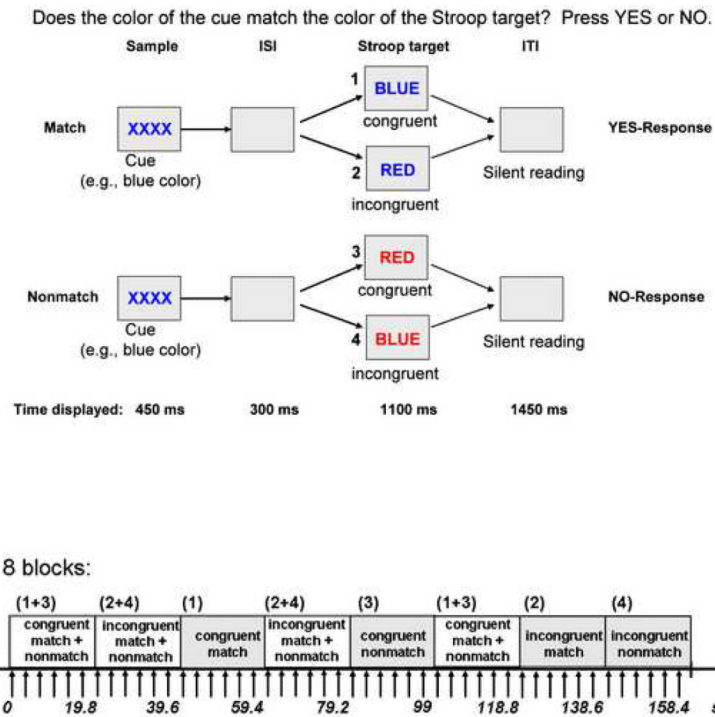 Does the color of the cue match the color of the Stroop target? Press YES or NO.
Sample ISI Stroop target ITI
1 BLUE
congruent
Match XXXX YES-Response
Cue
(e.g., blue color)
2 RED
incongruent
Silent reading
3 RED
congruent
Nonmatch XXXX NO-Response
Cue
(e.g., blue color)
4 BLUE
incongruent
Silent reading
Time displayed: 450 ms 300 ms 1100 ms 1450 ms
8 blocks:
(1+3) (2+4) (1) (2+4) (3) (1+3) (2) (4)
congruent match + nonmatch
incongruent match + nonmatch
congruent match
incongruent match + nonmatch
congruent nonmatch
congruent match + nonmatch
incongruent match
incongruent nonmatch
0 19.8 39.6 59.4 79.2 99 118.8 138.6 158.4